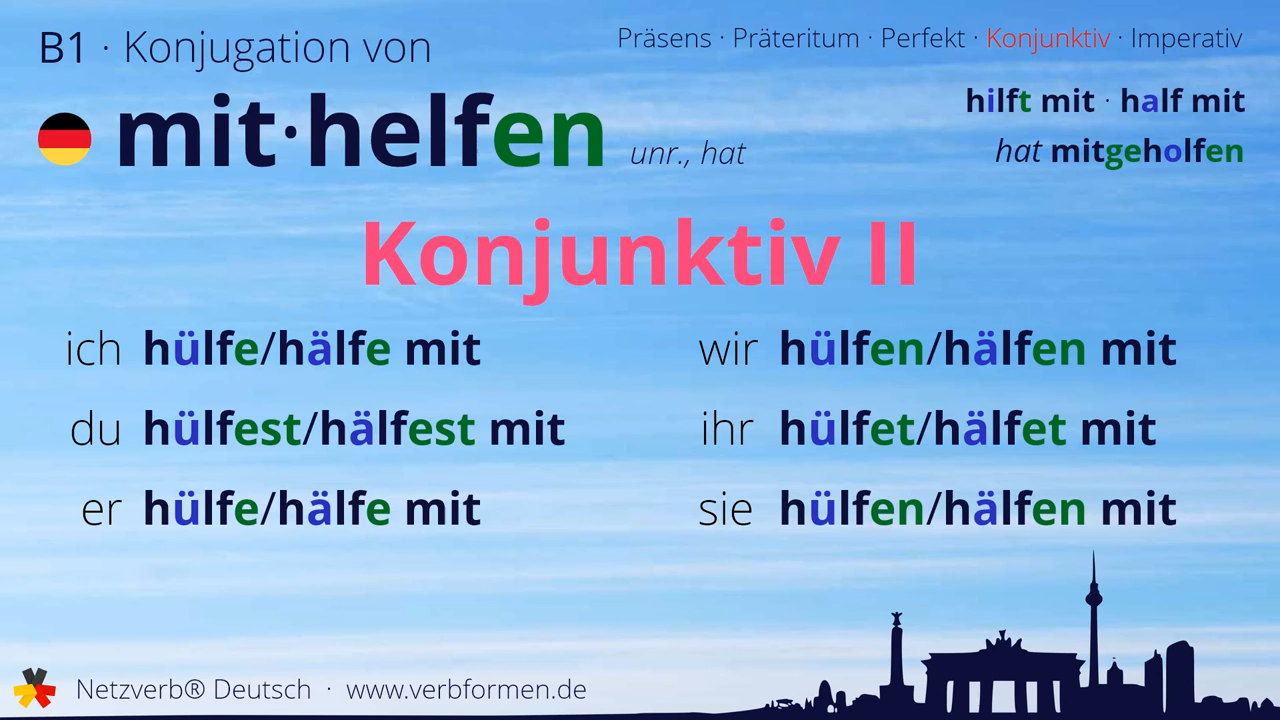 B1 · Konjugation von
Präsens · Präteritum · Perfekt · Konjunktiv · Imperativ
mit·helfen unr., hat
hilft mit · half mit
hat mitgeholfen
Konjunktiv II
ich hülfe/hälfe mit
du hülfest/hälfest mit
er hülfe/hälfe mit
wir hülfen/hälfen mit
ihr hülfet/hälfet mit
sie hülfen/hälfen mit
Netzverb® Deutsch · www.verbformen.de